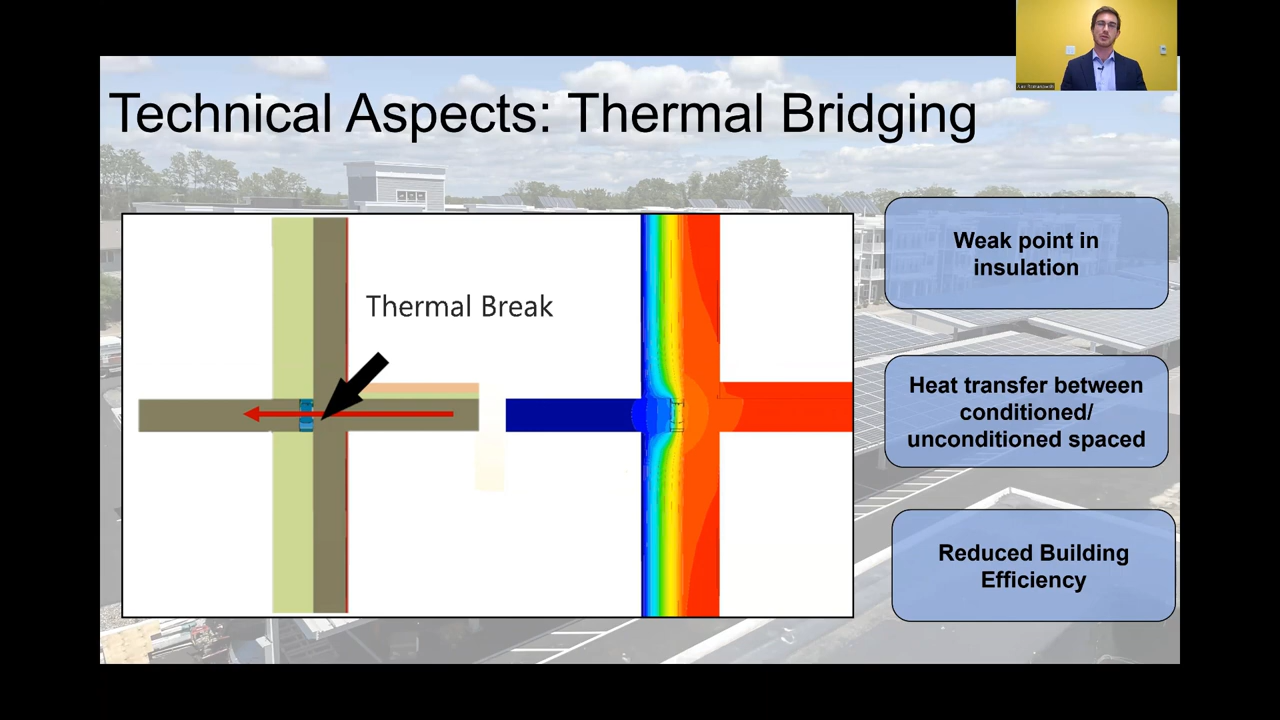 Technical Aspects: Thermal Bridging
Thermal Break
Weak point in
insulation
Heat transfer between
conditioned/
unconditioned spaced
Reduced Building
Efficiency